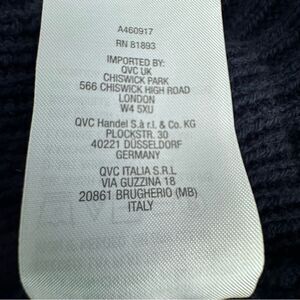 A460917
RN 81893
IMPORTED BY:
QVC UK
CHISWICK PARK
566 CHISWICK HIGH ROAD
LONDON
W4 5XU
QVC Handel S.à r.l. & Co. KG
PLOCKSTR. 30
40221 DÜSSELDORF
GERMANY
QVC ITALIA S.R.L
VIA GUZZINA 18
20861 BRUGHERIO (MB)
ITALY